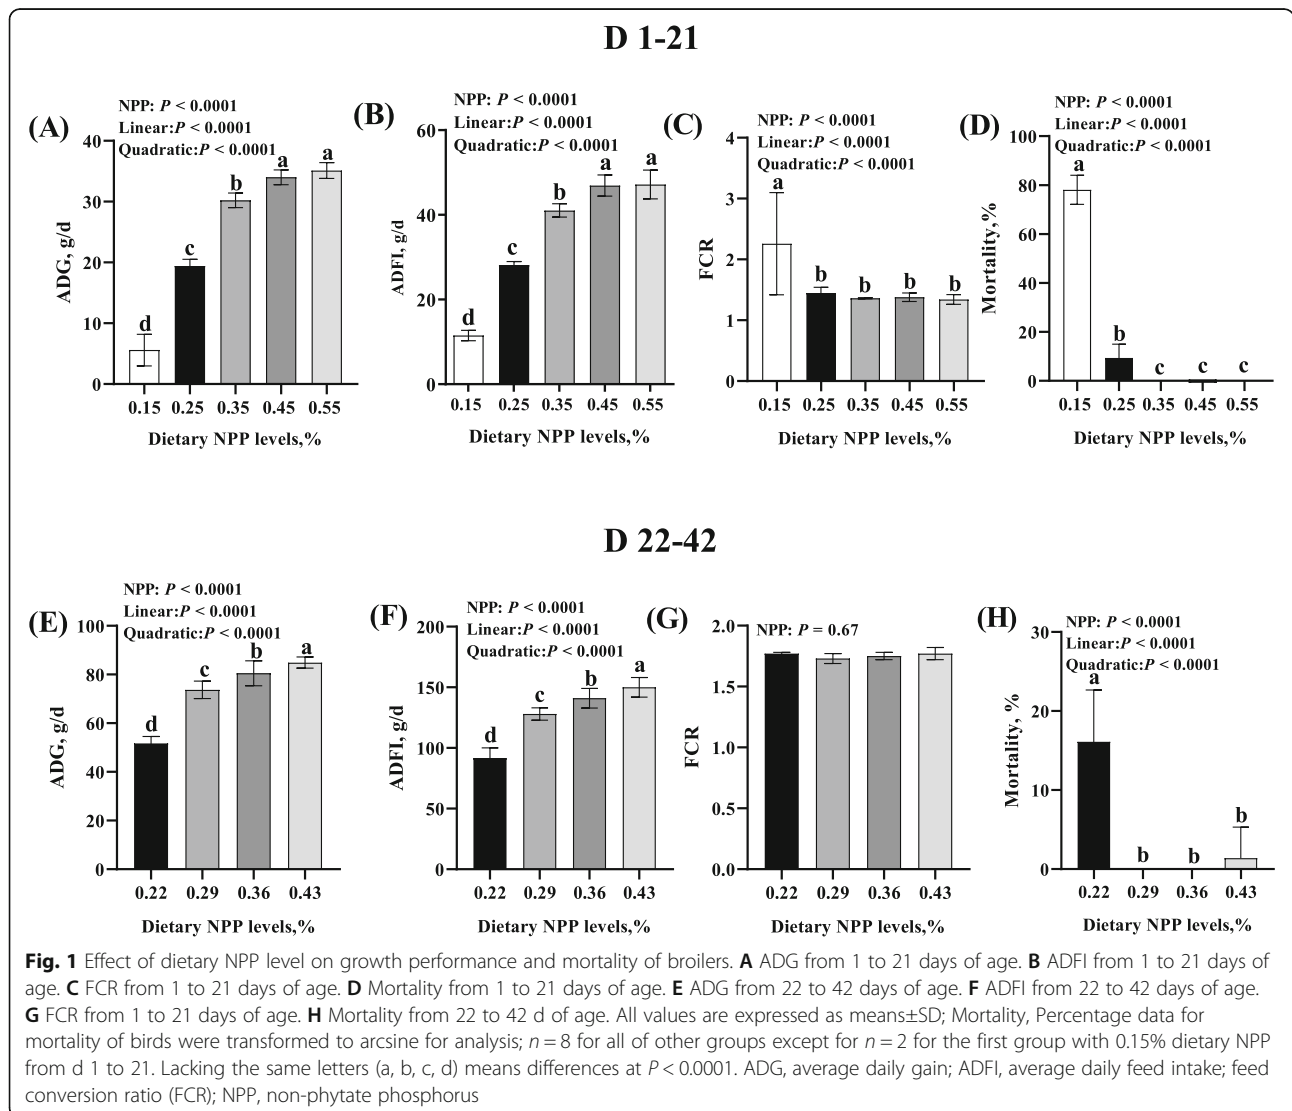 D 1-21
(A)
NPP: P < 0.0001
Linear:P < 0.0001
Quadratic:P < 0.0001
ADG, g/d
40
30
20
10
0
d
c
b
a
a
0.15 0.25 0.35 0.45 0.55
Dietary NPP levels,%
(B)
NPP: P < 0.0001
Linear:P < 0.0001
Quadratic:P < 0.0001
ADFI, g/d
60
40
20
0
d
c
b
a
a
0.15 0.25 0.35 0.45 0.55
Dietary NPP levels,%
(C)
NPP: P < 0.0001
Linear:P < 0.0001
Quadratic:P < 0.0001
FCR
4
3
2
1
0
a
b
b
b
b
0.15 0.25 0.35 0.45 0.55
Dietary NPP levels,%
(D)
NPP: P < 0.0001
Linear:P < 0.0001
Quadratic:P < 0.0001
Mortality,%
100
80
60
40
20
0
a
b
c
c
c
0.15 0.25 0.35 0.45 0.55
Dietary NPP levels,%
D 22-42
(E)
NPP: P < 0.0001
Linear:P < 0.0001
Quadratic:P < 0.0001
ADG, g/d
100
80
60
40
20
0
d
c
b
a
0.22 0.29 0.36 0.43
Dietary NPP levels,%
(F)
NPP: P < 0.0001
Linear:P < 0.0001
Quadratic:P < 0.0001
ADFI, g/d
200
150
100
50
0
d
c
b
a
0.22 0.29 0.36 0.43
Dietary NPP levels,%
(G)
NPP: P = 0.67
FCR
2.0
1.5
1.0
0.5
0.0
0.22 0.29 0.36 0.43
Dietary NPP levels,%
(H)
NPP: P < 0.0001
Linear:P < 0.0001
Quadratic:P < 0.0001
Mortality, %
30
20
10
0
a
b
b
b
0.22 0.29 0.36 0.43
Dietary NPP levels,%
Fig. 1 Effect of dietary NPP level on growth performance and mortality of broilers. A ADG from 1 to 21 days of age. B ADFI from 1 to 21 days of
age. C FCR from 1 to 21 days of age. D Mortality from 1 to 21 days of age. E ADG from 22 to 42 days of age. F ADFI from 22 to 42 days of age.
G FCR from 1 to 21 days of age. H Mortality from 22 to 42 d of age. All values are expressed as means±SD; Mortality, Percentage data for
mortality of birds were transformed to arcsine for analysis; n = 8 for all of other groups except for n = 2 for the first group with 0.15% dietary NPP
from d 1 to 21. Lacking the same letters (a, b, c, d) means differences at P < 0.0001. ADG, average daily gain; ADFI, average daily feed intake; feed
conversion ratio (FCR); NPP, non-phytate phosphorus